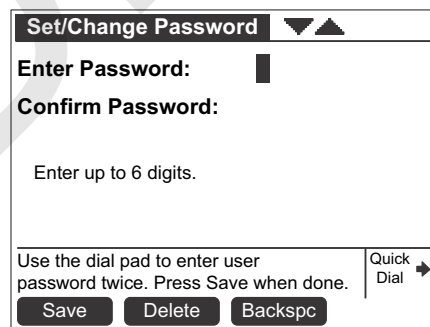 Set/Change Password
Enter Password:
Confirm Password:
Enter up to 6 digits.
Use the dial pad to enter user
password twice. Press Save when done.
Quick
Dial
Save Delete Backspc